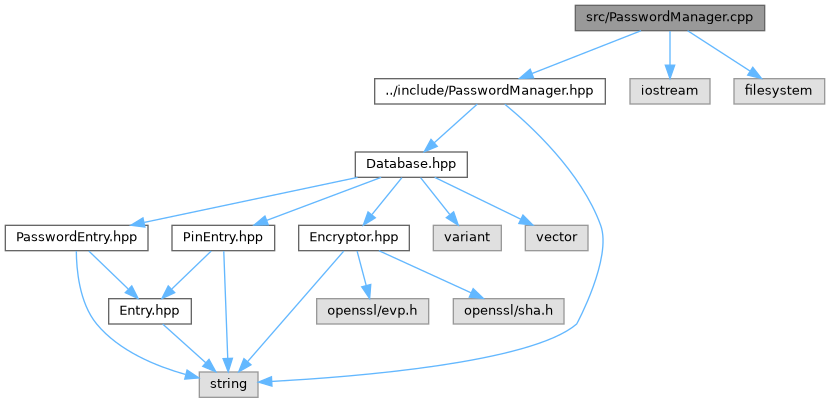 src/PasswordManager.cpp
../include/PasswordManager.hpp
iostream
filesystem
Database.hpp
PasswordEntry.hpp
PinEntry.hpp
Encryptor.hpp
variant
vector
Entry.hpp
openssl/evp.h
openssl/sha.h
string